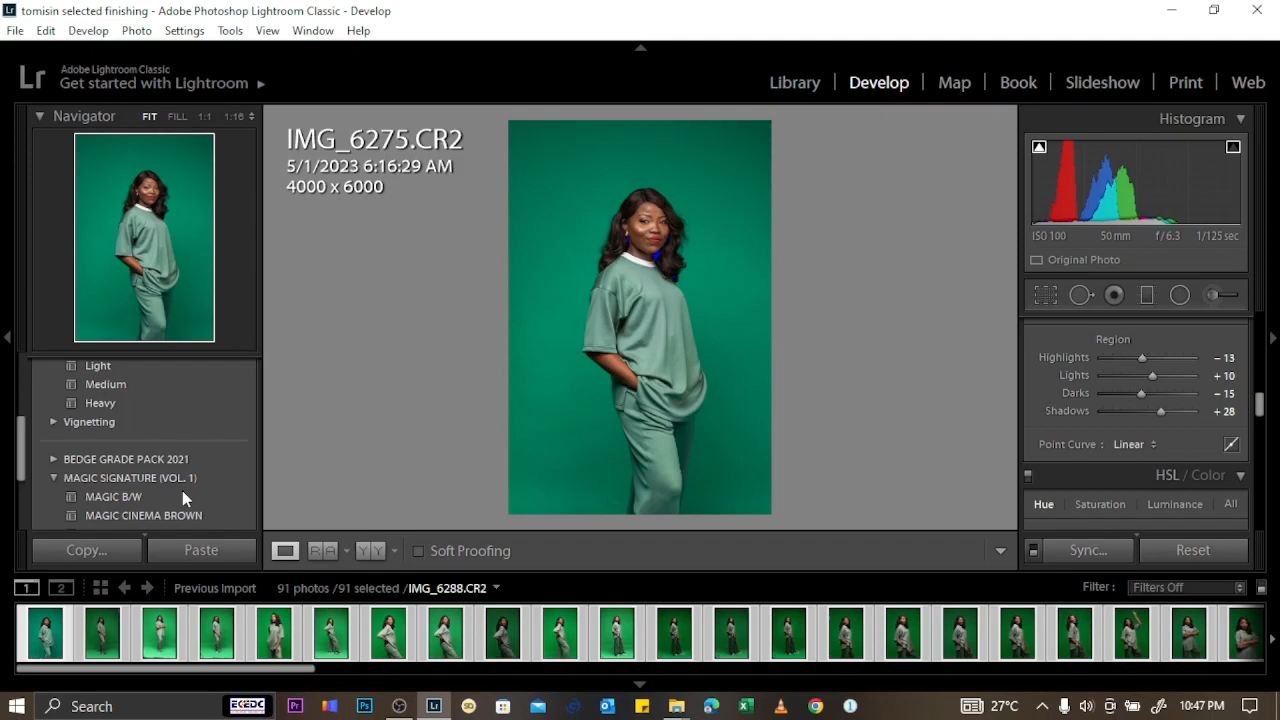 tomisin selected finishing - Adobe Photoshop Lightroom Classic - Develop
File Edit Develop Photo Settings Tools View Window Help
Lr Adobe Lightroom Classic
Get started with Lightroom ▶
Library | Develop | Map | Book | Slideshow | Print | Web
Navigator FIT FILL 1:1 1:16
IMG_6275.CR2
5/1/2023 6:16:29 AM
4000 x 6000
Histogram
ISO 100 50 mm f/6.3 1/125 sec
Original Photo
Light
Medium
Heavy
Vignetting
BEDGE GRADE PACK 2021
MAGIC SIGNATURE (VOL. 1)
MAGIC B/W
MAGIC CINEMA BROWN
Region
Highlights - 13
Lights + 10
Darks - 15
Shadows + 28
Point Curve : Linear
HSL / Color
Hue Saturation Luminance All
Copy... Paste
R A Y Y Soft Proofing
Sync... Reset
1 2 Previous Import 91 photos /91 selected /IMG_6288.CR2 Filter : Filters Off
Search EKEDC Pr Ps Lr 27°C 10:47 PM